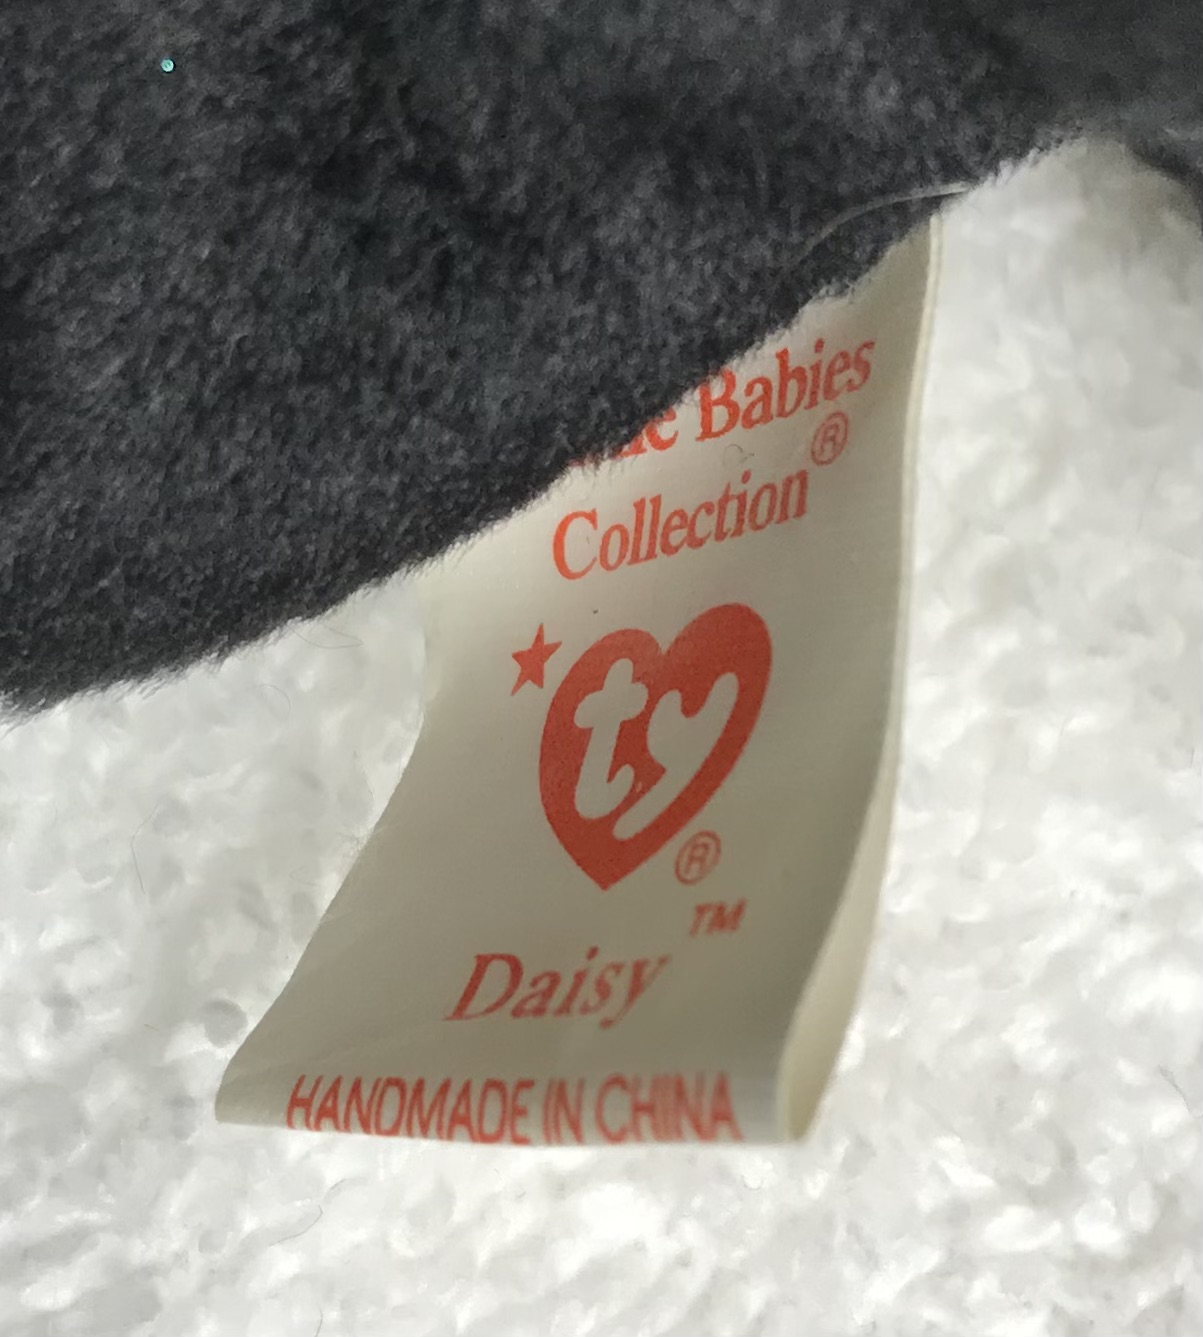 Babies
Collection®
ty®
Daisy™
HANDMADE IN CHINA